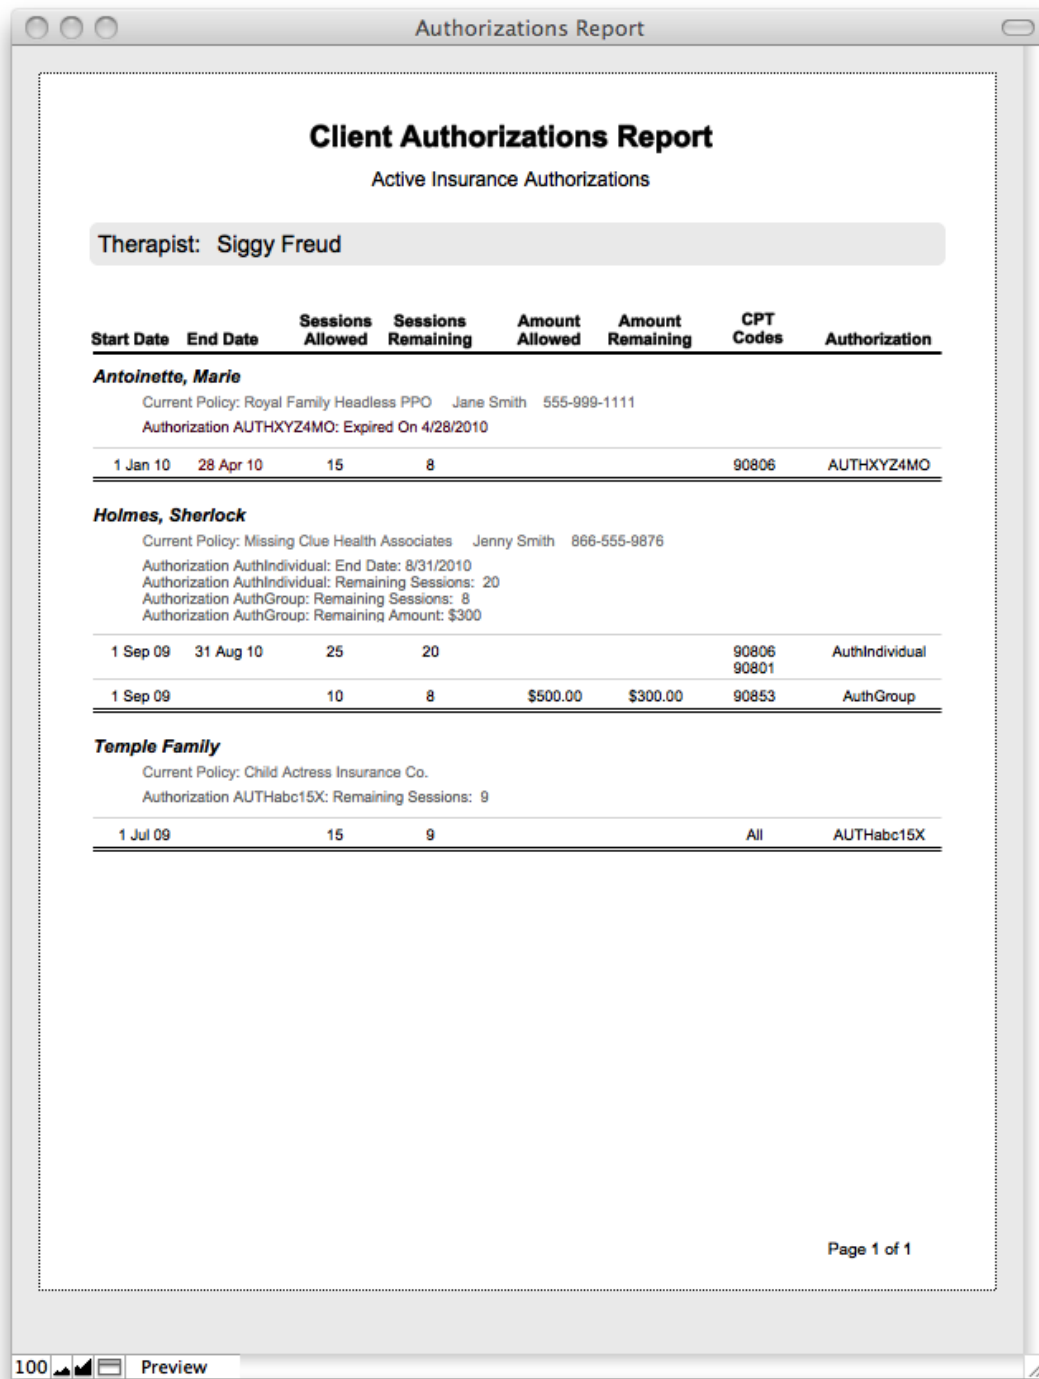 Authorizations Report
Client Authorizations Report
Active Insurance Authorizations
Therapist: Siggy Freud
Start Date End Date Sessions Allowed Sessions Remaining Amount Allowed Amount Remaining CPT Codes Authorization
Antoinette, Marie
Current Policy: Royal Family Headless PPO Jane Smith 555-999-1111
Authorization AUTHXYZ4MO: Expired On 4/28/2010
1 Jan 10 28 Apr 10 15 8 90806 AUTHXYZ4MO
Holmes, Sherlock
Current Policy: Missing Clue Health Associates Jenny Smith 866-555-9876
Authorization AuthIndividual: End Date: 8/31/2010
Authorization AuthIndividual: Remaining Sessions: 20
Authorization AuthGroup: Remaining Sessions: 8
Authorization AuthGroup: Remaining Amount: $300
1 Sep 09 31 Aug 10 25 20 90806 AuthIndividual
90801
1 Sep 09 10 8 $500.00 $300.00 90853 AuthGroup
Temple Family
Current Policy: Child Actress Insurance Co.
Authorization AUTHabc15X: Remaining Sessions: 9
1 Jul 09 15 9 All AUTHabc15X
Page 1 of 1
100 Preview